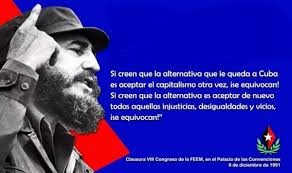 Si creen que la alternativa que le queda a Cuba
es aceptar el capitalismo otra vez, ¡se equivocan!
Si creen que la alternativa es aceptar de nuevo
todas aquellas injusticias, desigualdades y vicios,
¡se equivocan!"
Clausura VIII Congreso de la FEEM, en el Palacio de las Convenciones
6 de diciembre de 1991